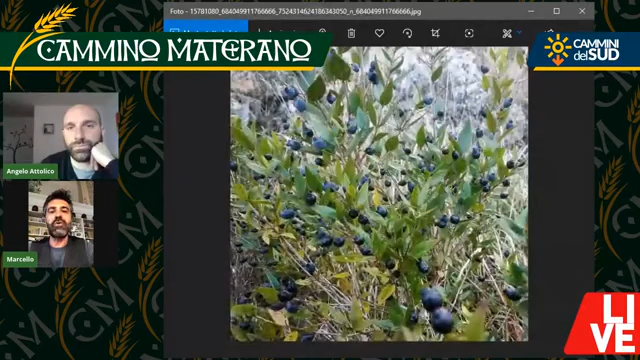 Foto - 15781080_684049911766666_7524314624186343050_n_684049911766666.jpg
CAMMINO MATERANO
CAMMINI
del SUD
Angelo Attolico
Marcello
LIVE